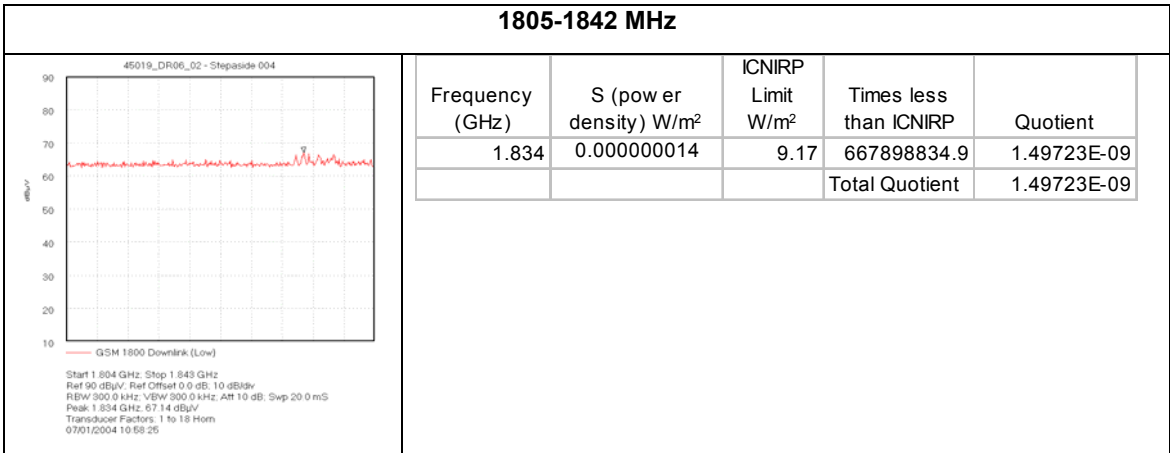 1805-1842 MHz
45019_DR06_02 - Stepaside 004
90
80
70
60
50
40
30
20
10
dBµV
GSM 1800 Downlink (Low)
Start 1.804 GHz; Stop 1.843 GHz
Ref 90 dBµV; Ref Offset 0.0 dB; 10 dB/div
RBW 300.0 kHz; VBW 300.0 kHz; Att 10 dB; Swp 20.0 mS
Peak 1.834 GHz, 67.14 dBµV
Transducer Factors; 1 to 18 Horn
07/01/2004 10:58:25
Frequency (GHz) S (pow er density) W/m² ICNIRP Limit W/m² Times less than ICNIRP Quotient
1.834 0.000000014 9.17 667898834.9 1.49723E-09
Total Quotient 1.49723E-09